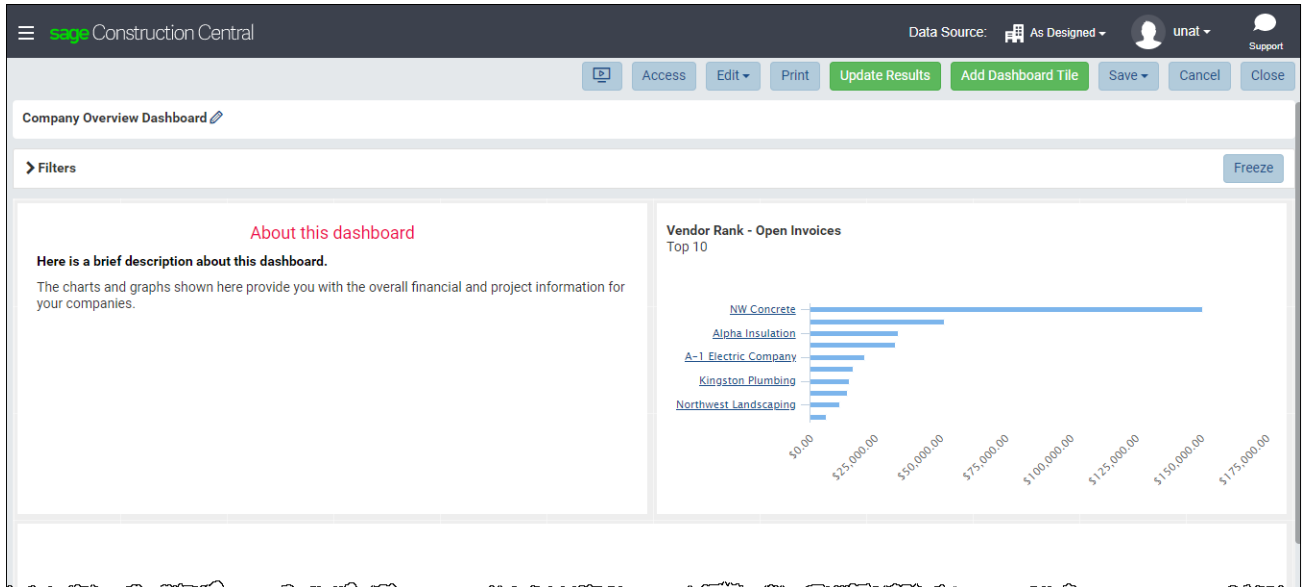 sage Construction Central
Data Source: As Designed unat Support
Access Edit Print Update Results Add Dashboard Tile Save Cancel Close
Company Overview Dashboard
Filters Freeze
About this dashboard
Here is a brief description about this dashboard.
The charts and graphs shown here provide you with the overall financial and project information for
your companies.
Vendor Rank - Open Invoices
Top 10
NW Concrete
Alpha Insulation
A-1 Electric Company
Kingston Plumbing
Northwest Landscaping
$0.00 $25,000.00 $50,000.00 $75,000.00 $100,000.00 $125,000.00 $150,000.00 $175,000.00